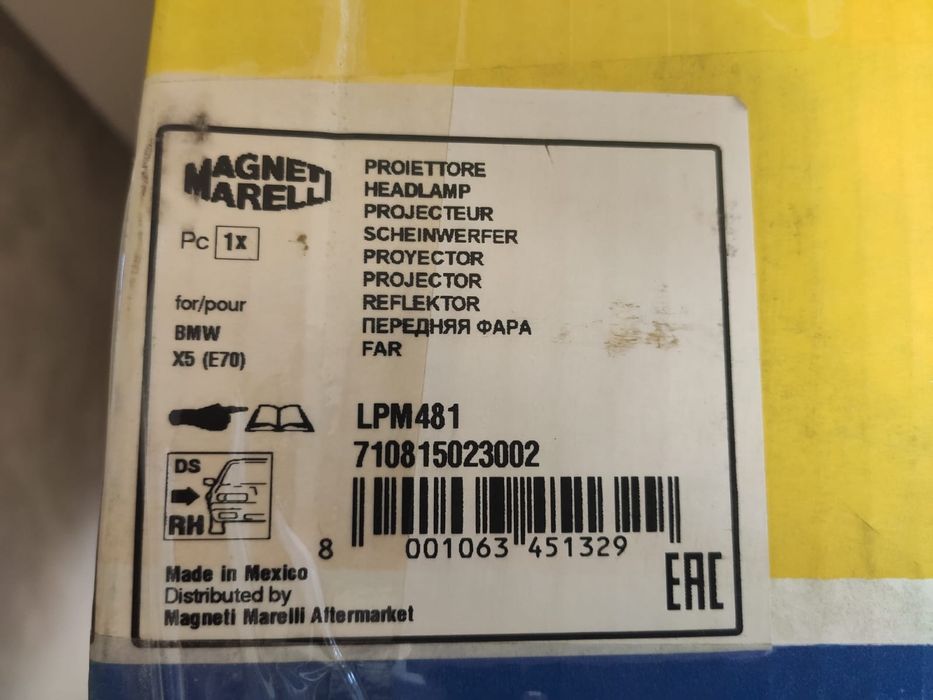 MAGNETI
MARELLI
Pc 1x
for/pour
BMW
X5 (E70)
PROIETTORE
HEADLAMP
PROJECTEUR
SCHEINWERFER
PROYECTOR
PROJECTOR
REFLEKTOR
ПЕРЕДНЯЯ ФАРА
FAR
LPM481
710815023002
DS
RH
8 001063 451329
EAC
Made in Mexico
Distributed by
Magneti Marelli Aftermarket